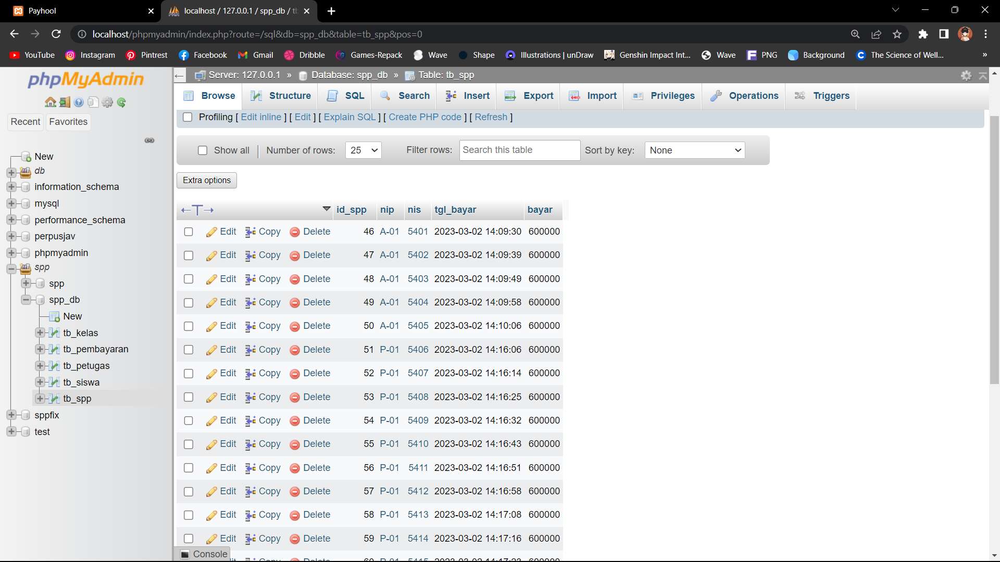 Payhool
localhost / 127.0.0.1 / spp_db / tb
localhost/phpmyadmin/index.php?route=/sql&db=spp_db&table=tb_spp&pos=0
YouTube Instagram Pinterest Facebook Gmail Dribble Games-Repack Wave Shape Illustrations | unDraw Genshin Impact Int... Wave PNG Background The Science of Well... »
phpMyAdmin
Recent Favorites
New
db
information_schema
mysql
performance_schema
perpusjav
phpmyadmin
spp
spp
spp_db
New
tb_kelas
tb_pembayaran
tb_petugas
tb_siswa
tb_spp
sppfix
test
Server: 127.0.0.1 » Database: spp_db » Table: tb_spp
Browse Structure SQL Search Insert Export Import Privileges Operations Triggers
Profiling [ Edit inline ] [ Edit ] [ Explain SQL ] [ Create PHP code ] [ Refresh ]
Show all | Number of rows: 25 Filter rows: Search this table Sort by key: None
Extra options
←T→ id_spp nip nis tgl_bayar bayar
Edit Copy Delete 46 A-01 5401 2023-03-02 14:09:30 600000
Edit Copy Delete 47 A-01 5402 2023-03-02 14:09:39 600000
Edit Copy Delete 48 A-01 5403 2023-03-02 14:09:49 600000
Edit Copy Delete 49 A-01 5404 2023-03-02 14:09:58 600000
Edit Copy Delete 50 A-01 5405 2023-03-02 14:10:06 600000
Edit Copy Delete 51 P-01 5406 2023-03-02 14:16:06 600000
Edit Copy Delete 52 P-01 5407 2023-03-02 14:16:14 600000
Edit Copy Delete 53 P-01 5408 2023-03-02 14:16:25 600000
Edit Copy Delete 54 P-01 5409 2023-03-02 14:16:32 600000
Edit Copy Delete 55 P-01 5410 2023-03-02 14:16:43 600000
Edit Copy Delete 56 P-01 5411 2023-03-02 14:16:51 600000
Edit Copy Delete 57 P-01 5412 2023-03-02 14:16:58 600000
Edit Copy Delete 58 P-01 5413 2023-03-02 14:17:08 600000
Edit Copy Delete 59 P-01 5414 2023-03-02 14:17:16 600000
Console